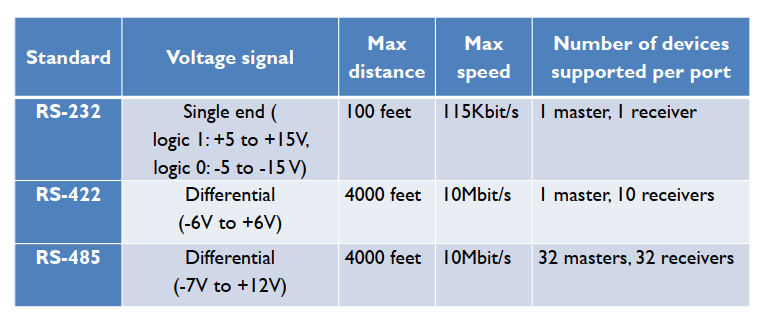 Standard
Voltage signal
Max
distance
Max
speed
Number of devices
supported per port
RS-232
Single end (
logic 1: +5 to +15V,
logic 0: -5 to -15 V)
100 feet
115Kbit/s
1 master, 1 receiver
RS-422
Differential
(-6V to +6V)
4000 feet
10Mbit/s
1 master, 10 receivers
RS-485
Differential
(-7V to +12V)
4000 feet
10Mbit/s
32 masters, 32 receivers